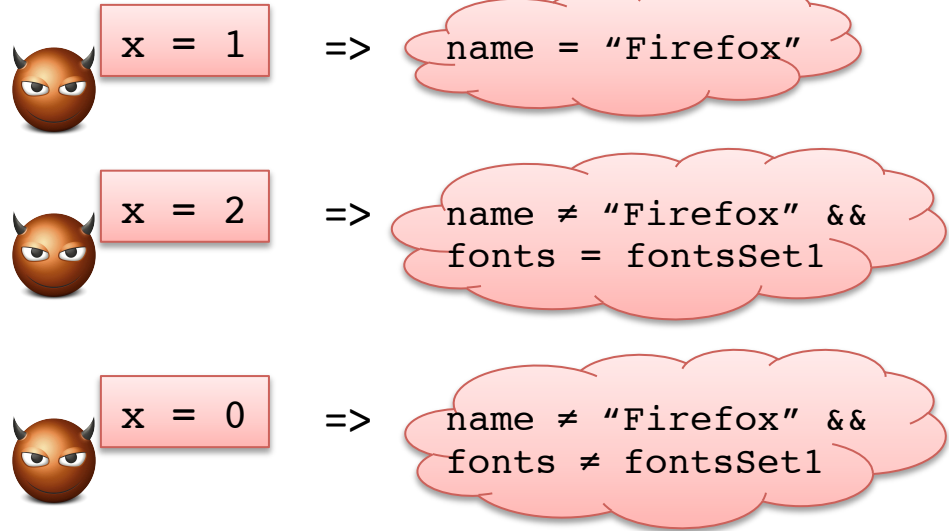 x = 1 => name = “Firefox”
x = 2 => name ≠ “Firefox” &&
fonts = fontsSet1
x = 0 => name ≠ “Firefox” &&
fonts ≠ fontsSet1